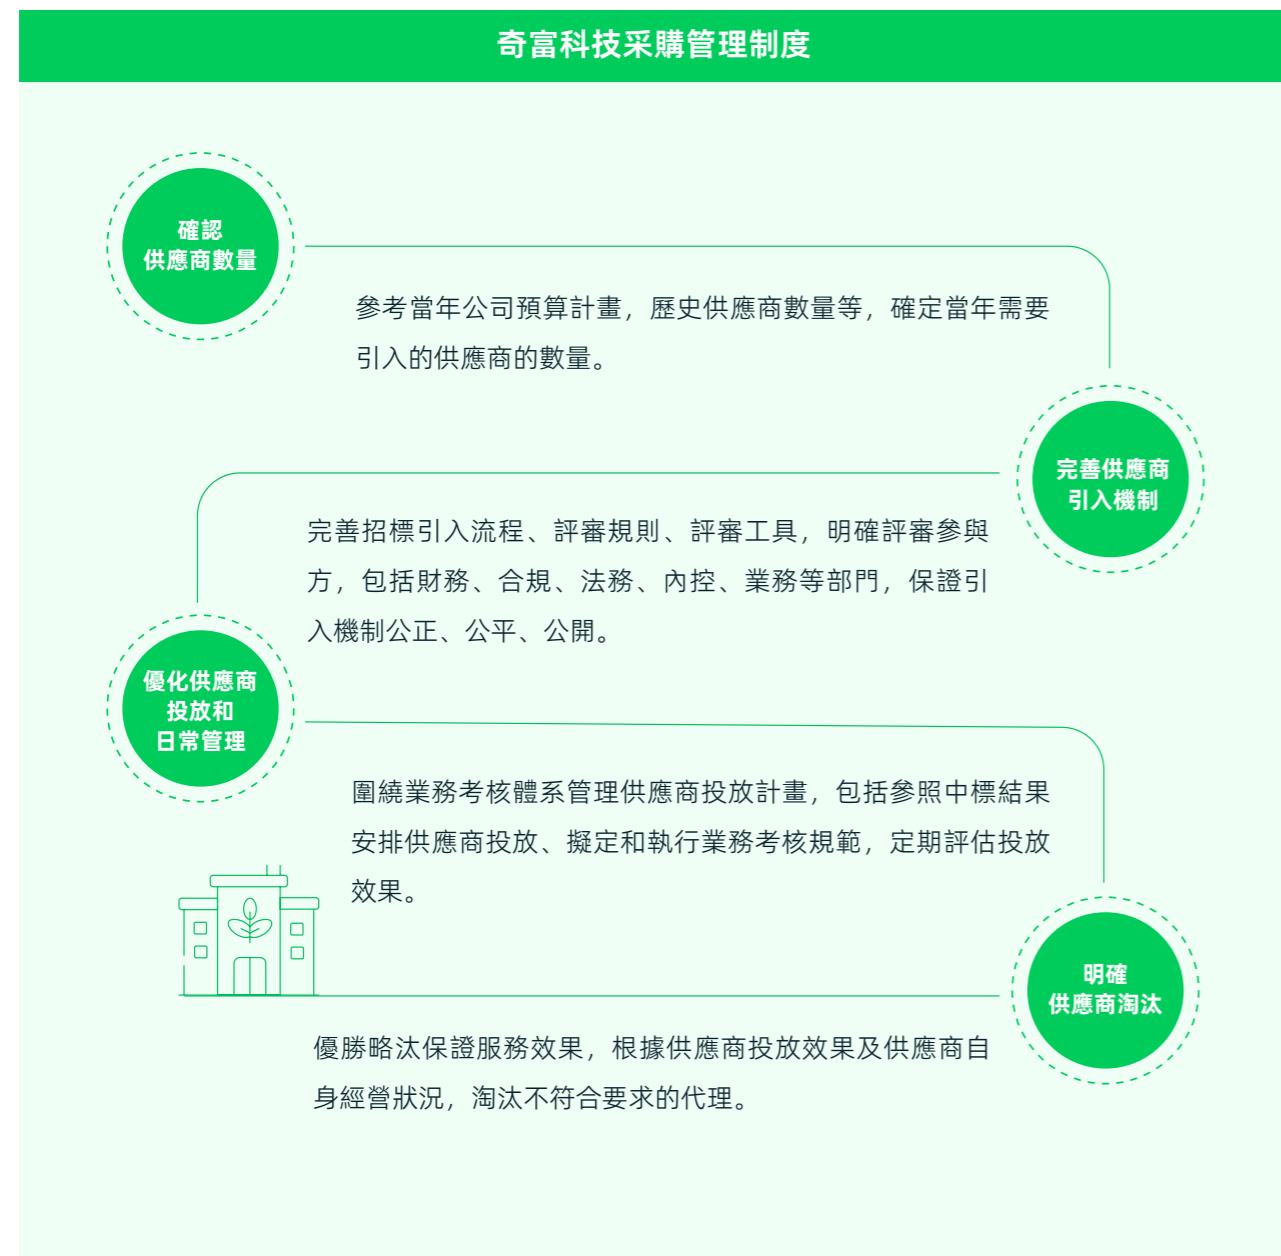 奇富科技采購管理制度
確認
供應商數量
參考當年公司預算計畫，歷史供應商數量等，確定當年需要
引入的供應商的數量。
完善供應商
引入機制
完善招標引入流程、評審規則、評審工具，明確評審參與
方，包括財務、合規、法務、內控、業務等部門，保證引
入機制公正、公平、公開。
優化供應商
投放和
日常管理
圍繞業務考核體系管理供應商投放計畫，包括參照中標結果
安排供應商投放、擬定和執行業務考核規範，定期評估投放
效果。
明確
供應商淘汰
優勝略汰保證服務效果，根據供應商投放效果及供應商自
身經營狀況，淘汰不符合要求的代理。